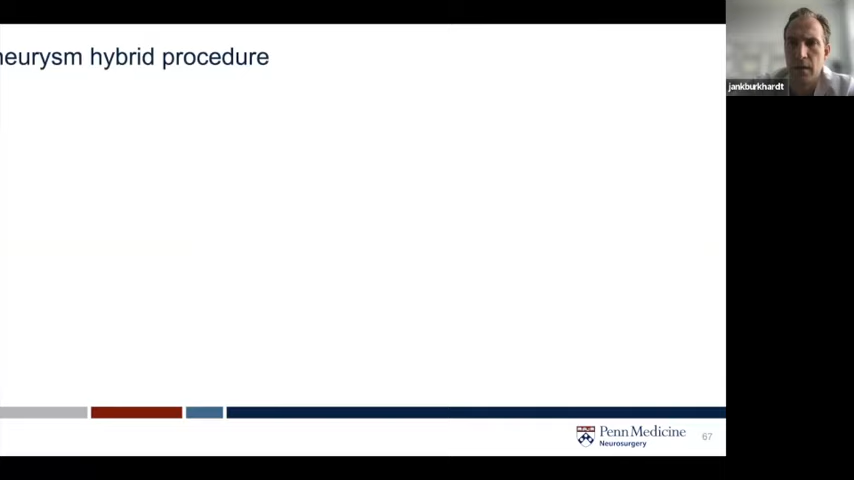 neurysm hybrid procedure
jankburkhardt
Penn Medicine
Neurosurgery
67